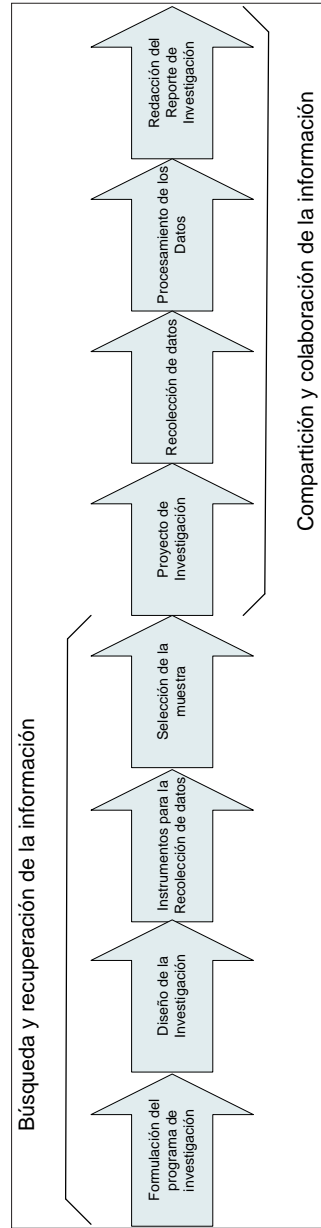 Búsqueda y recuperación de la información
Formulación del
programa de
investigación
Diseño de la
Investigación
Instrumentos para la
Recolección de datos
Selección de la
muestra
Proyecto de
Investigación
Recolección de datos
Procesamiento de los
Datos
Redacción del
Reporte de
Investigación
Compartición y colaboración de la información